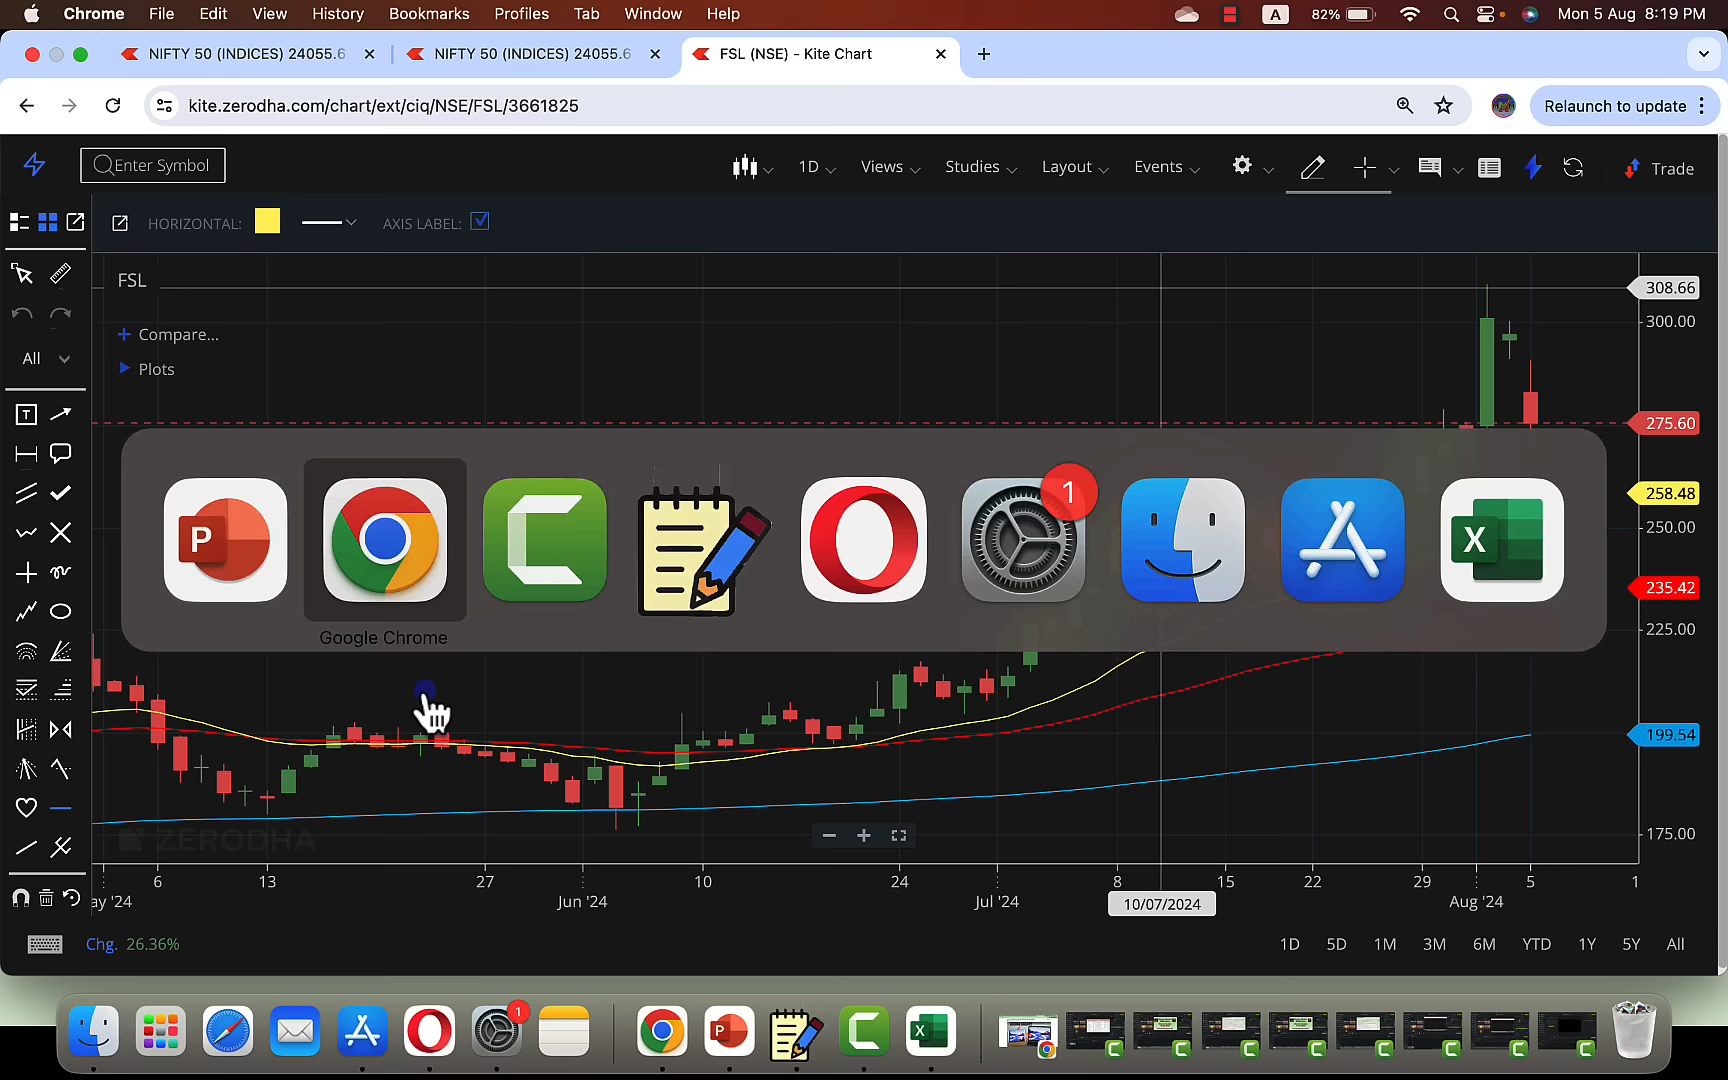 Chrome File Edit View History Bookmarks Profiles Tab Window Help A 82% Mon 5 Aug 8:19 PM
NIFTY 50 (INDICES) 24055.6 NIFTY 50 (INDICES) 24055.6 FSL (NSE) - Kite Chart
kite.zerodha.com/chart/ext/ciq/NSE/FSL/3661825 Relaunch to update
Enter Symbol 1D Views Studies Layout Events Trade
HORIZONTAL: AXIS LABEL:
FSL
308.66
300.00
Compare...
All
Plots
T
275.60
1
258.48
250.00
P
X
235.42
225.00
Google Chrome
199.54
ZERODHA
175.00
6 13 27 10 24 8 15 22 29 5 1
ay '24 Jun '24 Jul '24 10/07/2024 Aug '24
Chg. 26.36% 1D 5D 1M 3M 6M YTD 1Y 5Y All
1
P
X